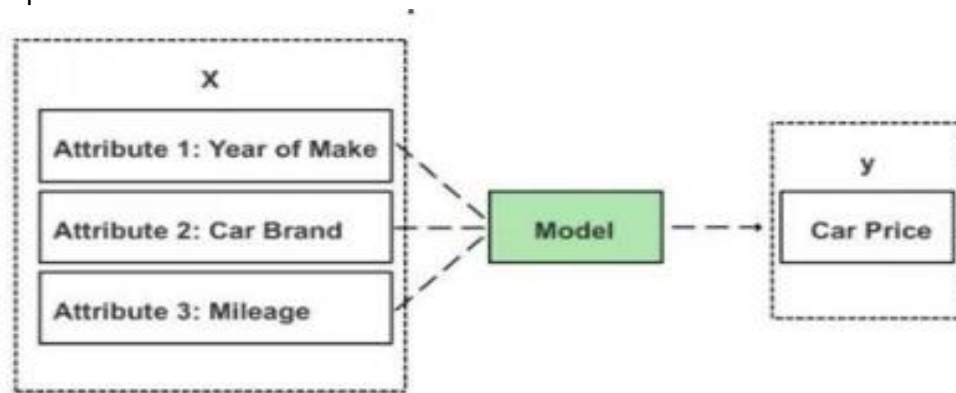 X
Attribute 1: Year of Make
Attribute 2: Car Brand
Attribute 3: Mileage
Model
y
Car Price